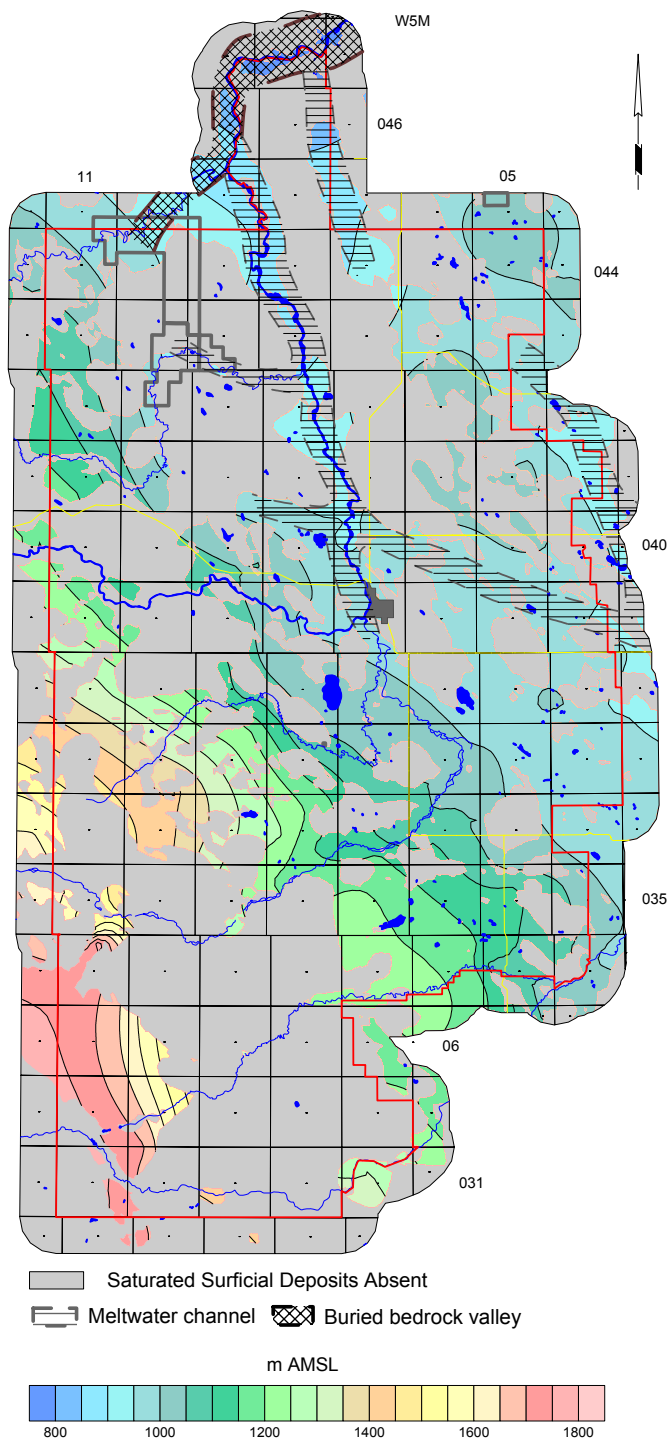 W5M
046
11
05
044
040
035
06
031
Saturated Surficial Deposits Absent
Meltwater channel Buried bedrock valley
m AMSL
800 1000 1200 1400 1600 1800